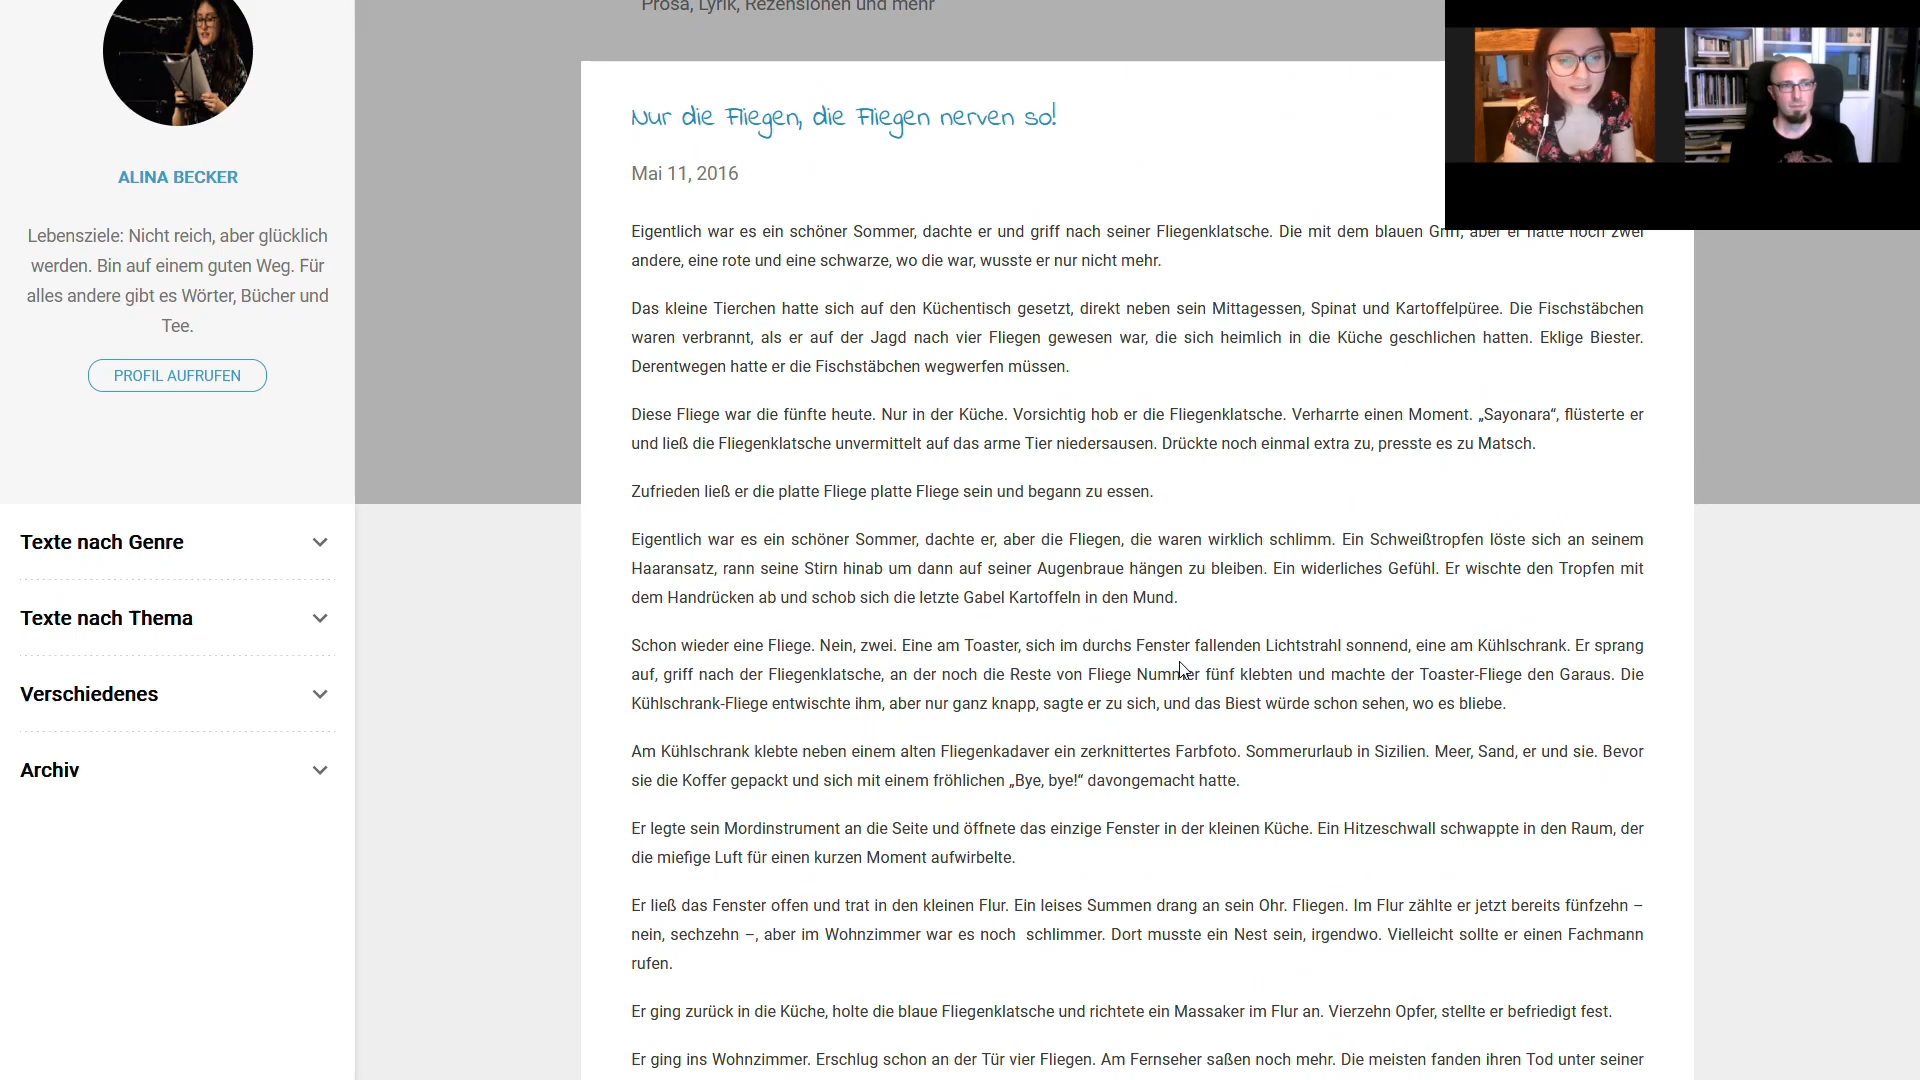 Prosa, Lyrik, Rezensionen und mehr
ALINA BECKER
Lebensziele: Nicht reich, aber glücklich
werden. Bin auf einem guten Weg. Für
alles andere gibt es Wörter, Bücher und
Tee.
PROFIL AUFRUFEN
Texte nach Genre
Texte nach Thema
Verschiedenes
Archiv
Nur die Fliegen, die Fliegen nerven so!
Mai 11, 2016
Eigentlich war es ein schöner Sommer, dachte er und griff nach seiner Fliegenklatsche. Die mit dem blauen Griff, aber er hatte noch zwei
andere, eine rote und eine schwarze, wo die war, wusste er nur nicht mehr.
Das kleine Tierchen hatte sich auf den Küchentisch gesetzt, direkt neben sein Mittagessen, Spinat und Kartoffelpüree. Die Fischstäbchen
waren verbrannt, als er auf der Jagd nach vier Fliegen gewesen war, die sich heimlich in die Küche geschlichen hatten. Eklige Biester.
Derentwegen hatte er die Fischstäbchen wegwerfen müssen.
Diese Fliege war die fünfte heute. Nur in der Küche. Vorsichtig hob er die Fliegenklatsche. Verharrte einen Moment. „Sayonara“, flüsterte er
und ließ die Fliegenklatsche unvermittelt auf das arme Tier niedersausen. Drückte noch einmal extra zu, presste es zu Matsch.
Zufrieden ließ er die platte Fliege platte Fliege sein und begann zu essen.
Eigentlich war es ein schöner Sommer, dachte er, aber die Fliegen, die waren wirklich schlimm. Ein Schweißtropfen löste sich an seinem
Haaransatz, rann seine Stirn hinab um dann auf seiner Augenbraue hängen zu bleiben. Ein widerliches Gefühl. Er wischte den Tropfen mit
dem Handrücken ab und schob sich die letzte Gabel Kartoffeln in den Mund.
Schon wieder eine Fliege. Nein, zwei. Eine am Toaster, sich im durchs Fenster fallenden Lichtstrahl sonnend, eine am Kühlschrank. Er sprang
auf, griff nach der Fliegenklatsche, an der noch die Reste von Fliege Nummer fünf klebten und machte der Toaster-Fliege den Garaus. Die
Kühlschrank-Fliege entwischte ihm, aber nur ganz knapp, sagte er zu sich, und das Biest würde schon sehen, wo es bliebe.
Am Kühlschrank klebte neben einem alten Fliegenkadaver ein zerknittertes Farbfoto. Sommerurlaub in Sizilien. Meer, Sand, er und sie. Bevor
sie die Koffer gepackt und sich mit einem fröhlichen „Bye, bye!“ davongemacht hatte.
Er legte sein Mordinstrument an die Seite und öffnete das einzige Fenster in der kleinen Küche. Ein Hitzeschwall schwappte in den Raum, der
die miefige Luft für einen kurzen Moment aufwirbelte.
Er ließ das Fenster offen und trat in den kleinen Flur. Ein leises Summen drang an sein Ohr. Fliegen. Im Flur zählte er jetzt bereits fünfzehn –
nein, sechzehn –, aber im Wohnzimmer war es noch schlimmer. Dort musste ein Nest sein, irgendwo. Vielleicht sollte er einen Fachmann
rufen.
Er ging zurück in die Küche, holte die blaue Fliegenklatsche und richtete ein Massaker im Flur an. Vierzehn Opfer, stellte er befriedigt fest.
Er ging ins Wohnzimmer. Erschlug schon an der Tür vier Fliegen. Am Fernseher saßen noch mehr. Die meisten fanden ihren Tod unter seiner